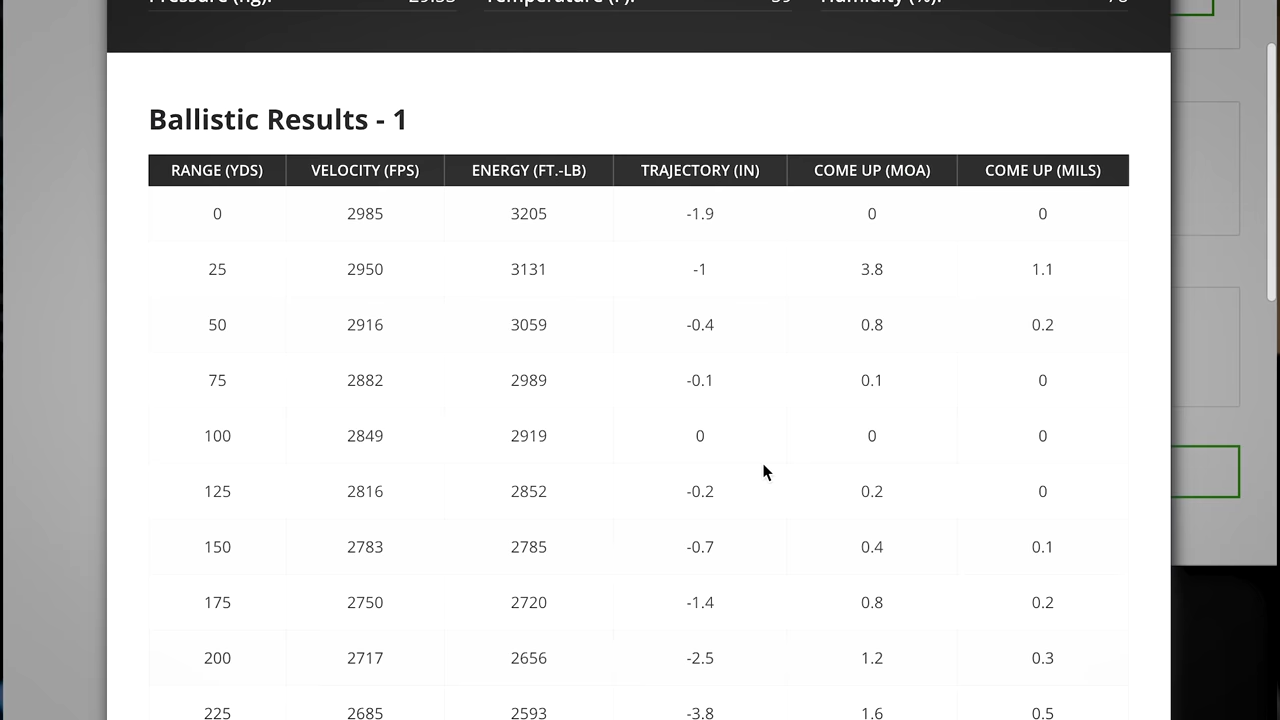 Pressure (hg): 29.53 Temperature (F): 59 Humidity (%): 78
Ballistic Results - 1
RANGE (YDS) VELOCITY (FPS) ENERGY (FT.-LB) TRAJECTORY (IN) COME UP (MOA) COME UP (MILS)
0 2985 3205 -1.9 0 0
25 2950 3131 -1 3.8 1.1
50 2916 3059 -0.4 0.8 0.2
75 2882 2989 -0.1 0.1 0
100 2849 2919 0 0 0
125 2816 2852 -0.2 0.2 0
150 2783 2785 -0.7 0.4 0.1
175 2750 2720 -1.4 0.8 0.2
200 2717 2656 -2.5 1.2 0.3
225 2685 2593 -3.8 1.6 0.5